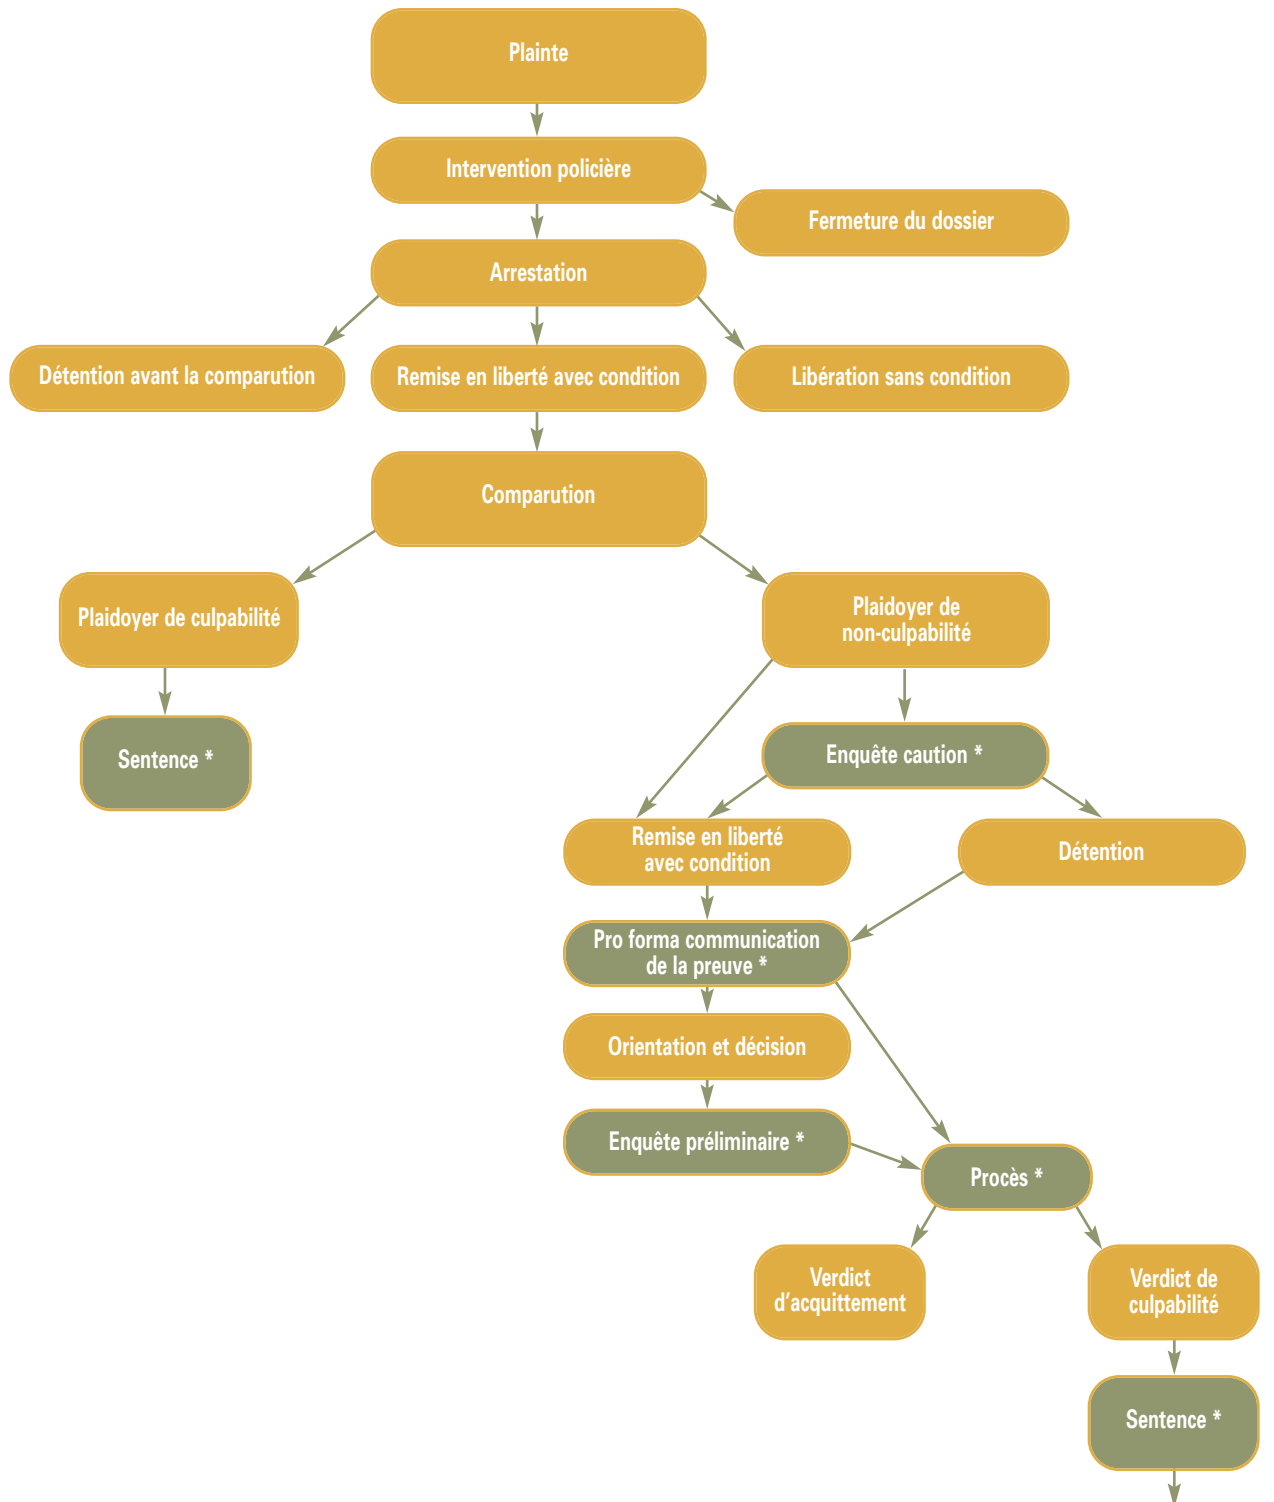 Plainte
Intervention policière
Fermeture du dossier
Arrestation
Détention avant la comparution
Remise en liberté avec condition
Libération sans condition
Comparution
Plaidoyer de culpabilité
Plaidoyer de
non-culpabilité
Sentence *
Enquête caution *
Remise en liberté
avec condition
Détention
Pro forma communication
de la preuve *
Orientation et décision
Enquête préliminaire *
Procès *
Verdict
d’acquittement
Verdict de
culpabilité
Sentence *